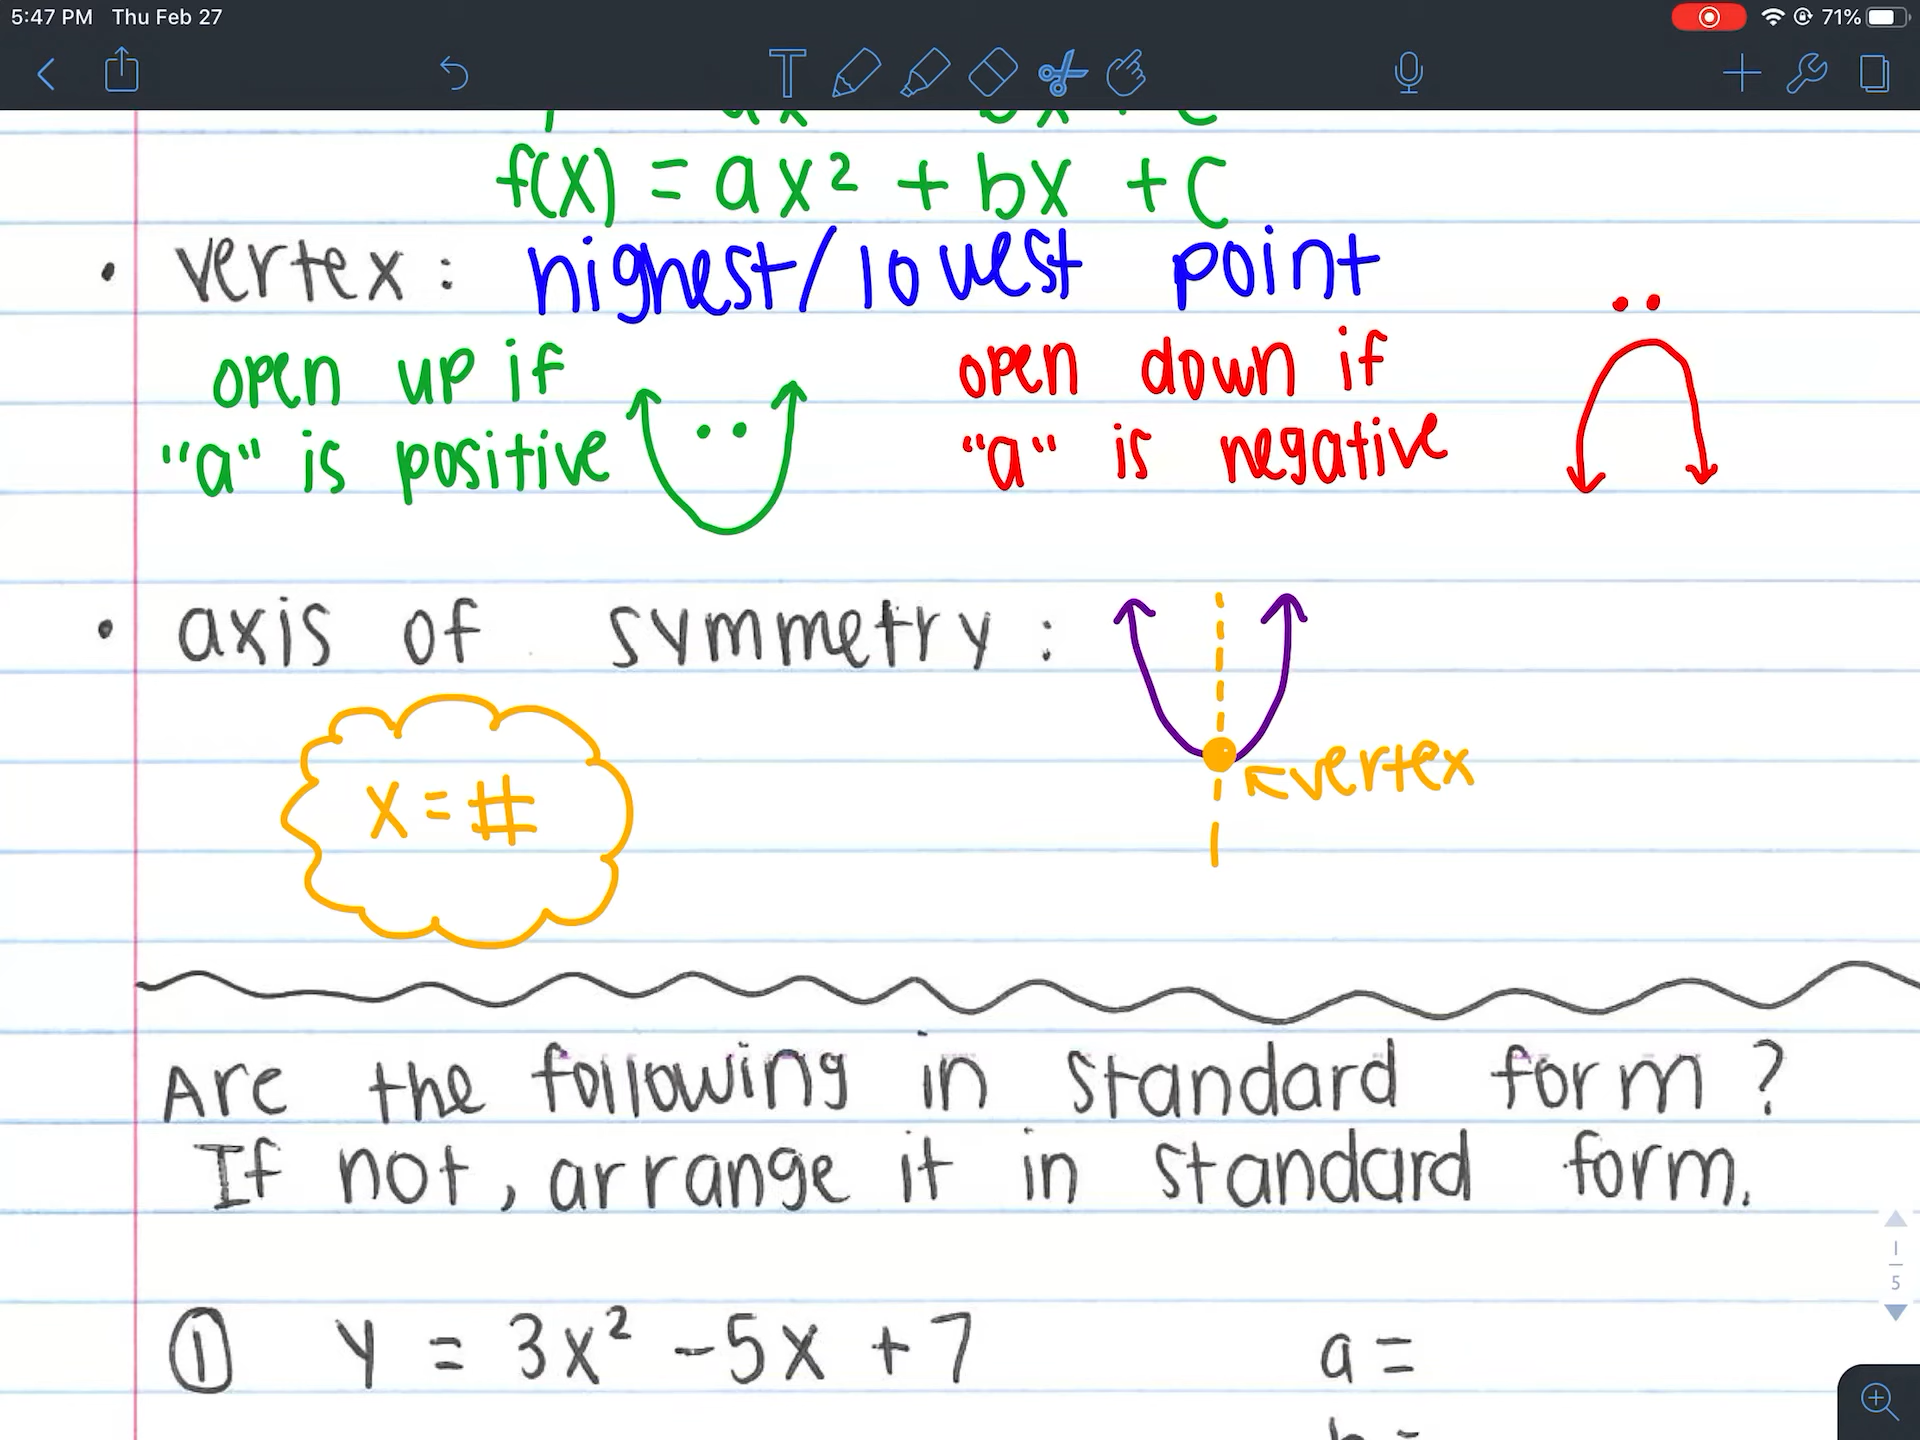 5:47 PM Thu Feb 27 71%
f(x) = ax² + bx + c
• vertex: highest/lowest point
open up if
"a" is positive
open down if
"a" is negative
• axis of symmetry:
x = #
vertex
Are the following in standard form?
If not, arrange it in standard form.
1
5
① y = 3x² - 5x + 7 a =